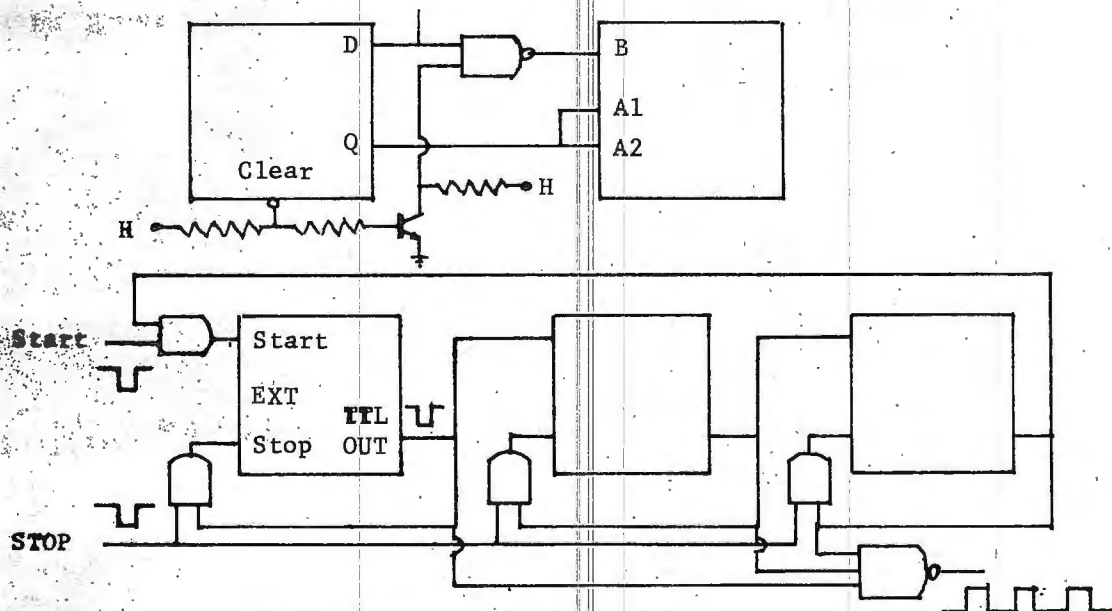 D
B
A1
Q
A2
Clear
H
H
Start
Start
EXT
TTL
Stop OUT
STOP